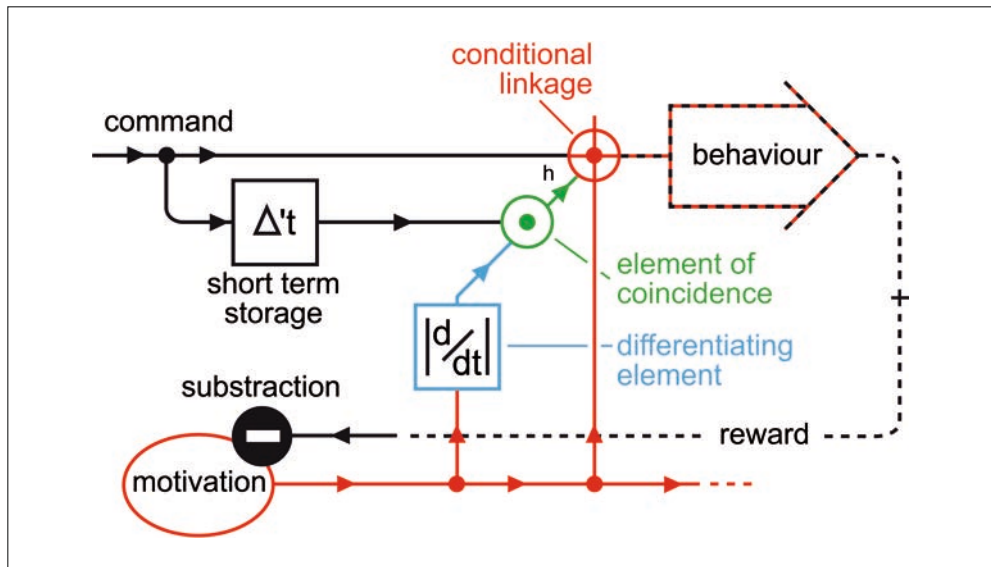 conditional
linkage
command
behaviour
h
Δ't
short term
storage
element of
coincidence
|d/dt|
differentiating
element
substraction
reward
motivation